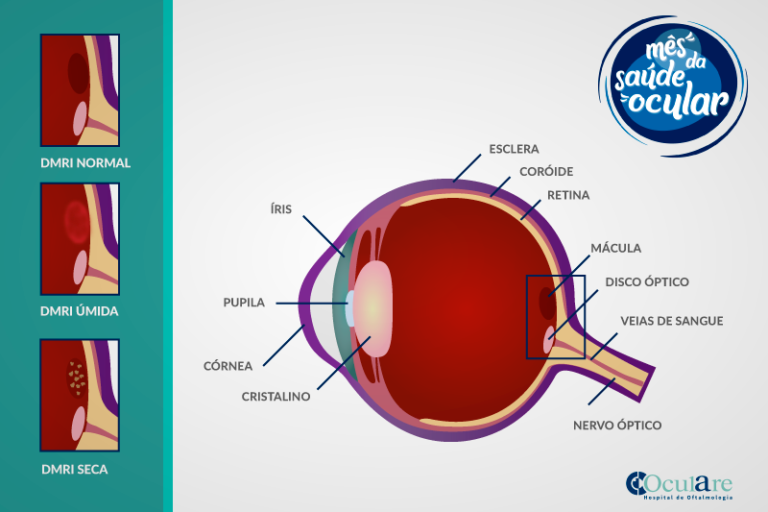 DMRI NORMAL
DMRI ÚMIDA
DMRI SECA
mês
da
saúde
ocular
ESCLERA
CORÓIDE
RETINA
ÍRIS
MÁCULA
DISCO ÓPTICO
PUPILA
VEIAS DE SANGUE
CÓRNEA
CRISTALINO
NERVO ÓPTICO
Oculare
Hospital de Oftalmologia